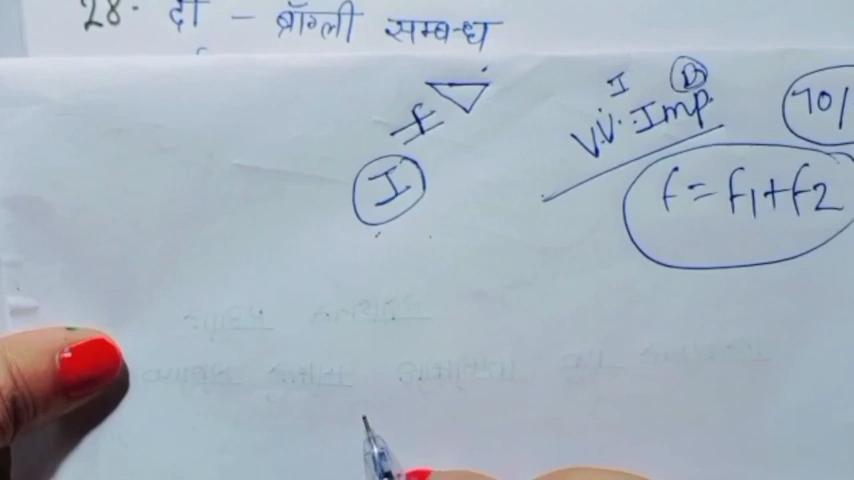 28. दी - ब्रॉग्ली सम्बन्ध
I B
V.V. Imp.
70/
f
I
f = f1 + f2